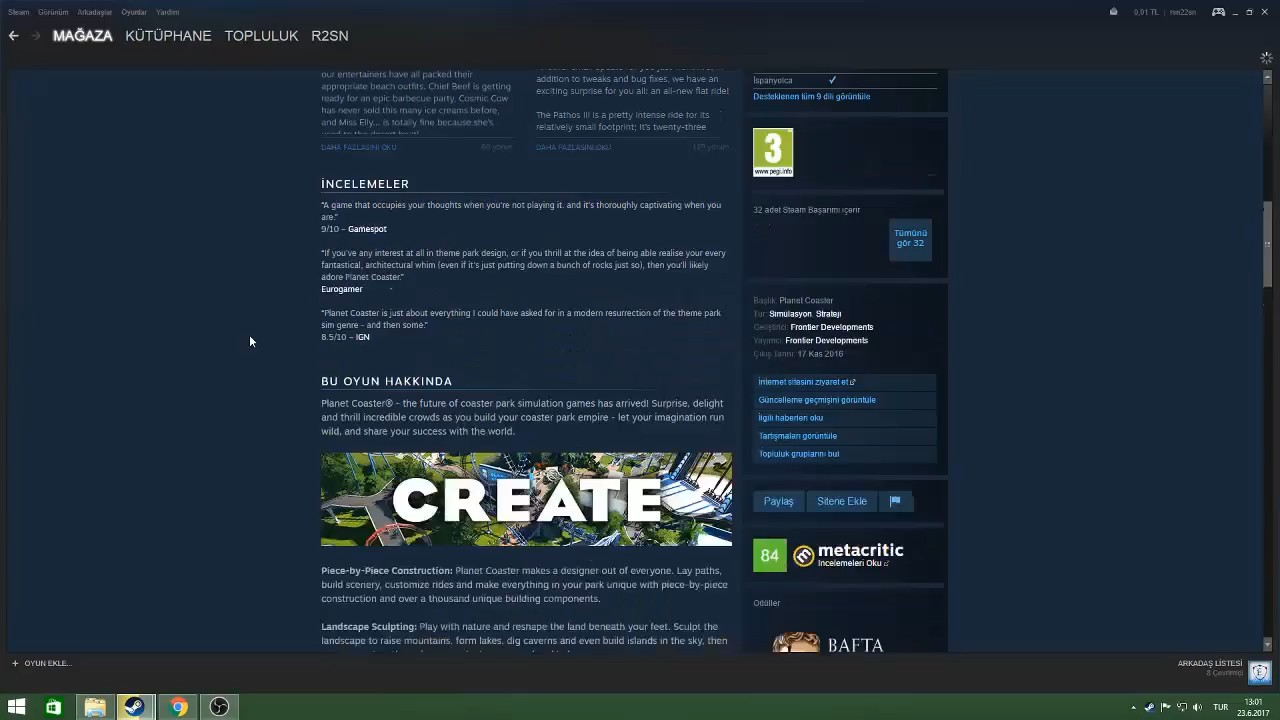 Steam Görünüm Arkadaşlar Oyunlar Yardım
0,01 TL
MAĞAZA KÜTÜPHANE TOPLULUK R2SN
our entertainers have all packed their
appropriate beach outfits. Chief Beef is getting
ready for an epic barbecue party, Cosmic Cow
has never sold this many ice creams before,
and Miss Elly... is totally fine because she's
used to the desert heat!
DAHA FAZLASINI OKU
addition to tweaks and bug fixes, we have an
exciting surprise for you all: an all-new flat ride!
The Pathos III is a pretty intense ride for its
relatively small footprint; it's twenty-three
DAHA FAZLASINI OKU
İNCELEMELER
“A game that occupies your thoughts when you're not playing it, and it's thoroughly captivating when you
are.”
9/10 – Gamespot
“If you've any interest at all in theme park design, or if you thrill at the idea of being able realise your every
fantastical, architectural whim (even if it's just putting down a bunch of rocks just so), then you'll likely
adore Planet Coaster.”
Eurogamer
“Planet Coaster is just about everything I could have asked for in a modern resurrection of the theme park
sim genre - and then some.”
8.5/10 – IGN
BU OYUN HAKKINDA
Planet Coaster® - the future of coaster park simulation games has arrived! Surprise, delight
and thrill incredible crowds as you build your coaster park empire - let your imagination run
wild, and share your success with the world.
CREATE
Piece-by-Piece Construction: Planet Coaster makes a designer out of everyone. Lay paths,
build scenery, customize rides and make everything in your park unique with piece-by-piece
construction and over a thousand unique building components.
Landscape Sculpting: Play with nature and reshape the land beneath your feet. Sculpt the
landscape to raise mountains, form lakes, dig caverns and even build islands in the sky, then
İspanyolca
Desteklenen tüm 9 dili görüntüle
3
www.pegi.info
32 adet Steam Başarımı içerir
Tümünü
gör 32
Başlık: Planet Coaster
Tür: Simülasyon, Strateji
Geliştirici: Frontier Developments
Yayımcı: Frontier Developments
Çıkış Tarihi: 17 Kas 2016
İnternet sitesini ziyaret et
Güncelleme geçmişini görüntüle
İlgili haberleri oku
Tartışmaları görüntüle
Topluluk gruplarını bul
Paylaş Sitene Ekle
84 metacritic
İncelemeleri Oku
Ödüller
BAFTA
+ OYUN EKLE...
ARKADAŞ LİSTESİ
TUR
13:01
23.6.2017